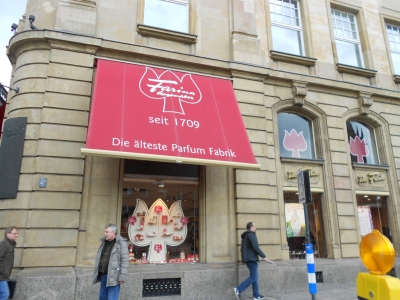 Farina
gegenüber
seit 1709
Die älteste Parfum Fabrik